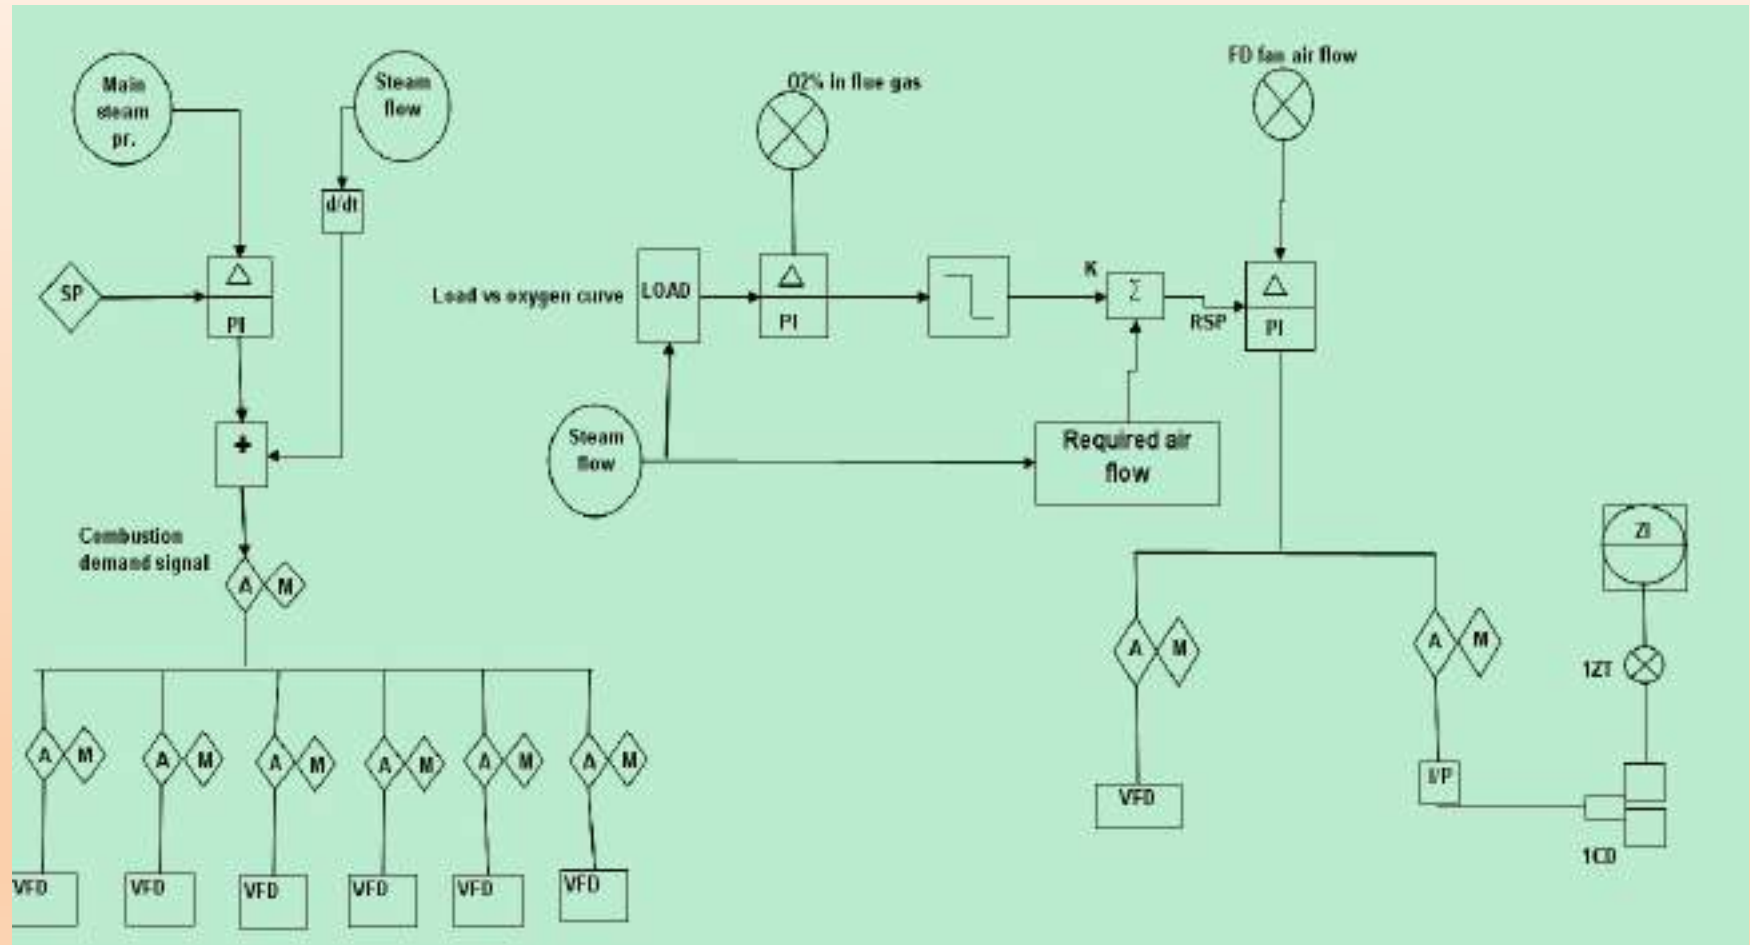 Main
steam
pr.
Steam
flow
d/dt
SP
△
PI
+
Combustion
demand signal
A M
A M
A M
A M
A M
A M
A M
VFD
VFD
VFD
VFD
VFD
VFD
O2% in flue gas
FD fan air flow
Load vs oxygen curve
LOAD
△
PI
K
Σ
RSP
△
PI
Steam
flow
Required air
flow
A M
A M
VFD
I/P
ZI
1ZT
1CD